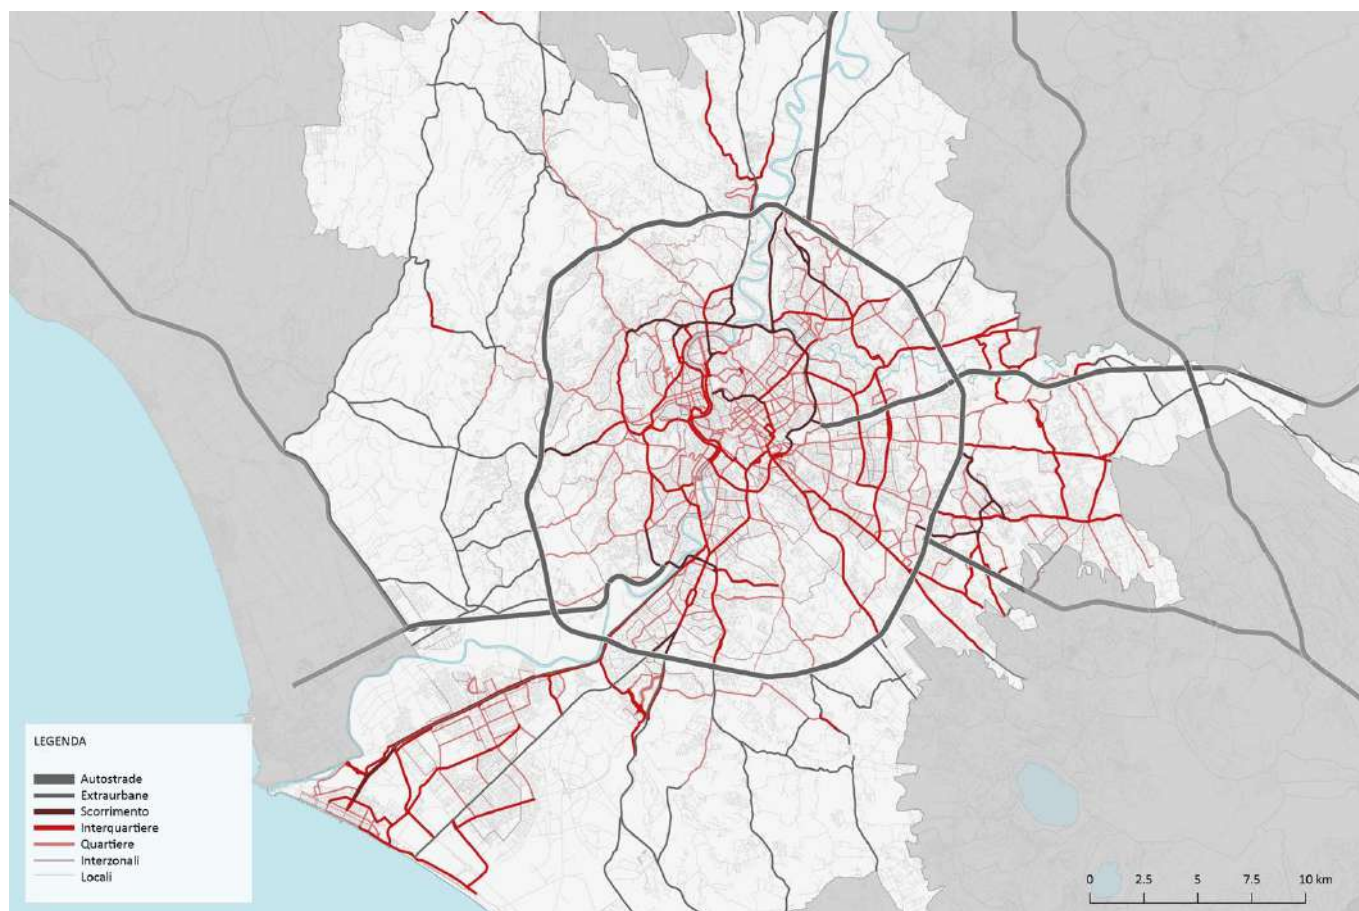 LEGENDA
Autostrade
Extraurbane
Scorrimento
Interquartiere
Quartiere
Interzonali
Locali
0 2.5 5 7.5 10 km